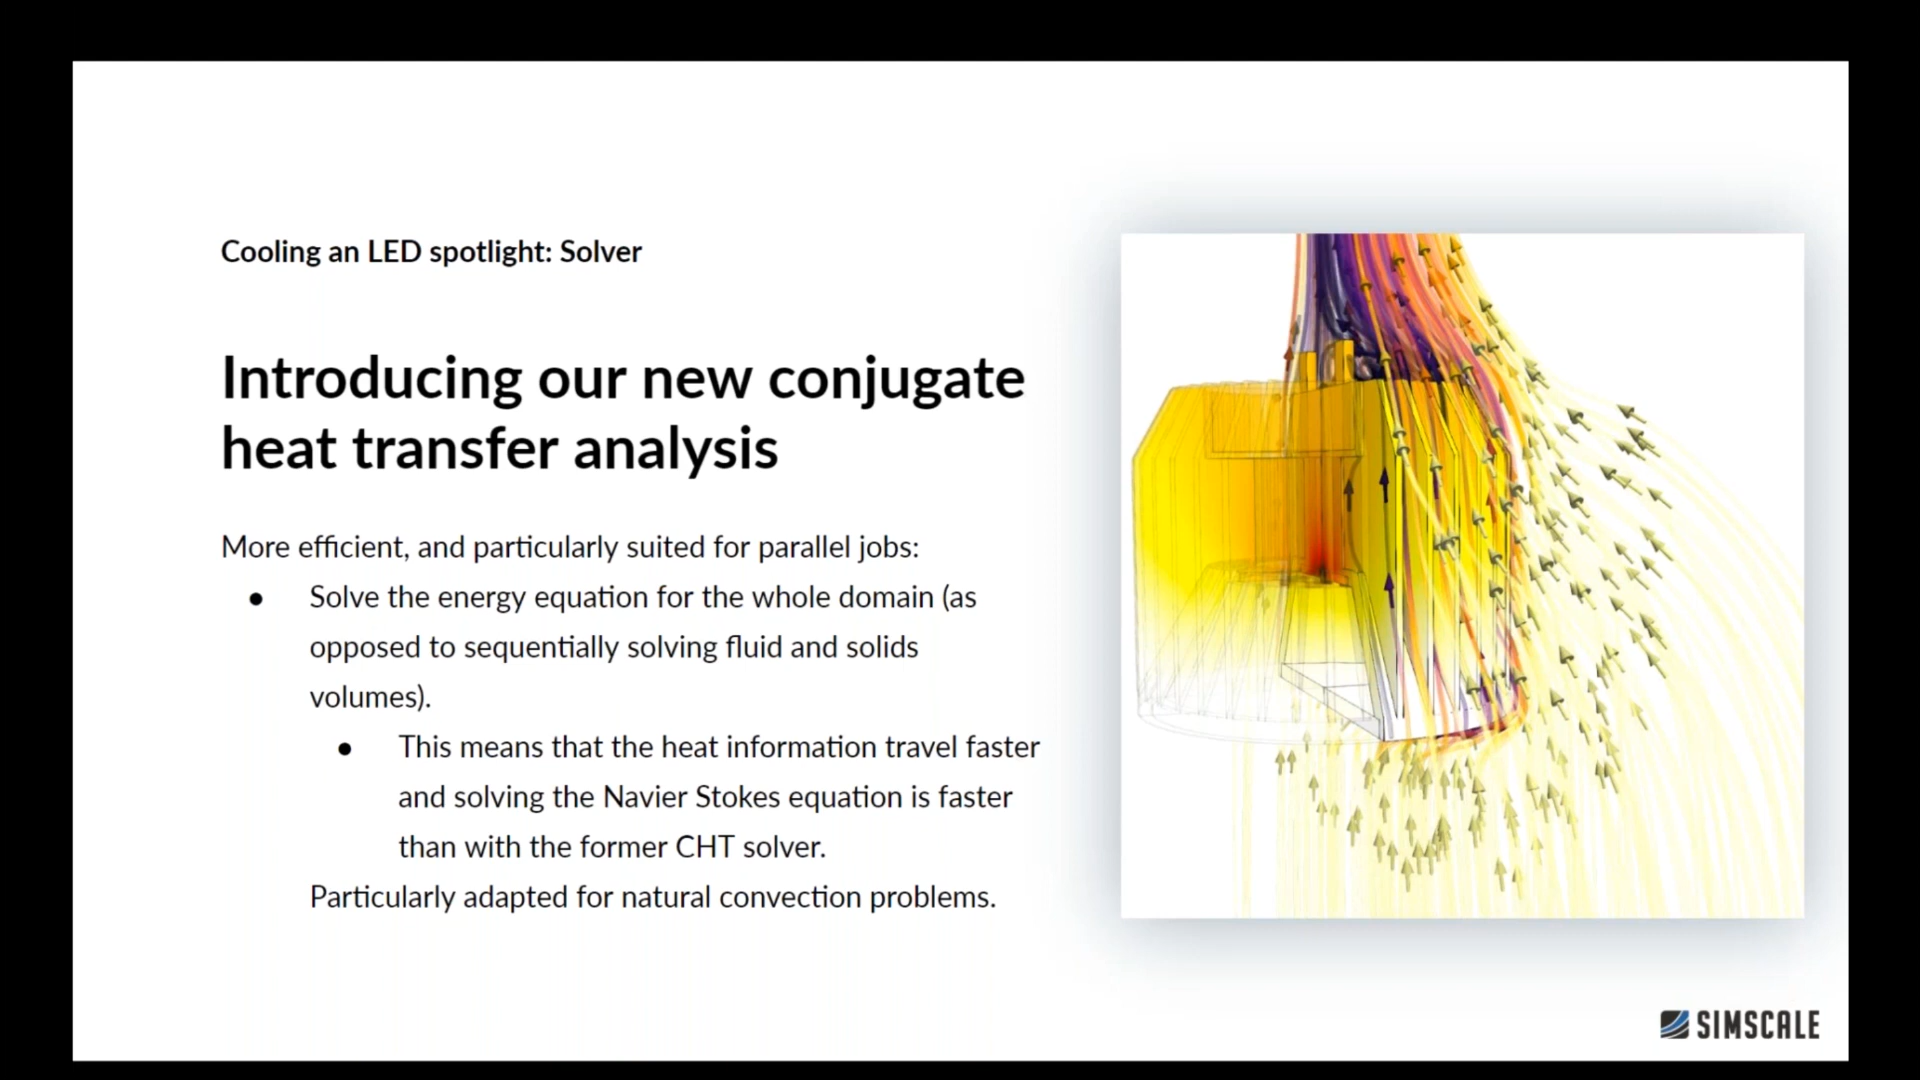 Cooling an LED spotlight: Solver
Introducing our new conjugate
heat transfer analysis
More efficient, and particularly suited for parallel jobs:
● Solve the energy equation for the whole domain (as
opposed to sequentially solving fluid and solids
volumes).
● This means that the heat information travel faster
and solving the Navier Stokes equation is faster
than with the former CHT solver.
Particularly adapted for natural convection problems.
SIMSCALE